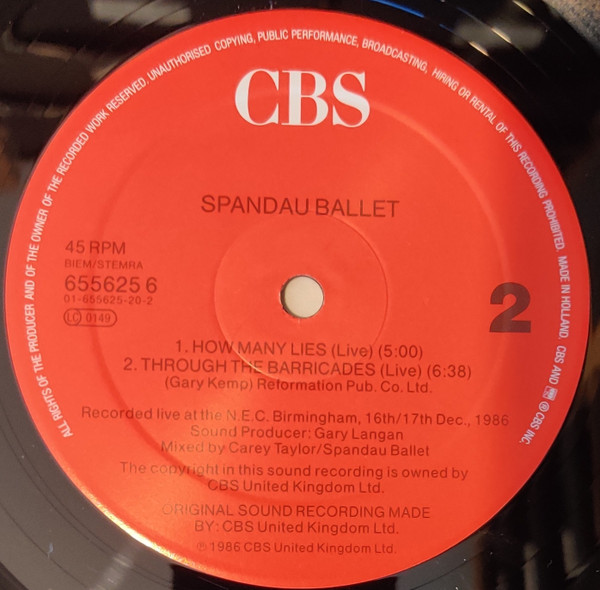 ALL RIGHTS OF THE PRODUCER AND OF THE OWNER OF THE RECORDED WORK RESERVED. UNAUTHORISED COPYING, PUBLIC PERFORMANCE, BROADCASTING, HIRING OR RENTAL OF THIS RECORDING PROHIBITED. MADE IN HOLLAND. CBS AND ℗ CBS INC.
CBS
SPANDAU BALLET
45 RPM
BIEM/STEMRA
655625 6
01-655625-20-2
LC 0149
2
1. HOW MANY LIES (Live) (5:00)
2. THROUGH THE BARRICADES (Live) (6:38)
(Gary Kemp) Reformation Pub. Co. Ltd.
Recorded live at the N.E.C. Birmingham, 16th/17th Dec., 1986
Sound Producer: Gary Langan
Mixed by Carey Taylor/Spandau Ballet
The copyright in this sound recording is owned by
CBS United Kingdom Ltd.
ORIGINAL SOUND RECORDING MADE
BY: CBS United Kingdom Ltd.
℗ 1986 CBS United Kingdom Ltd.